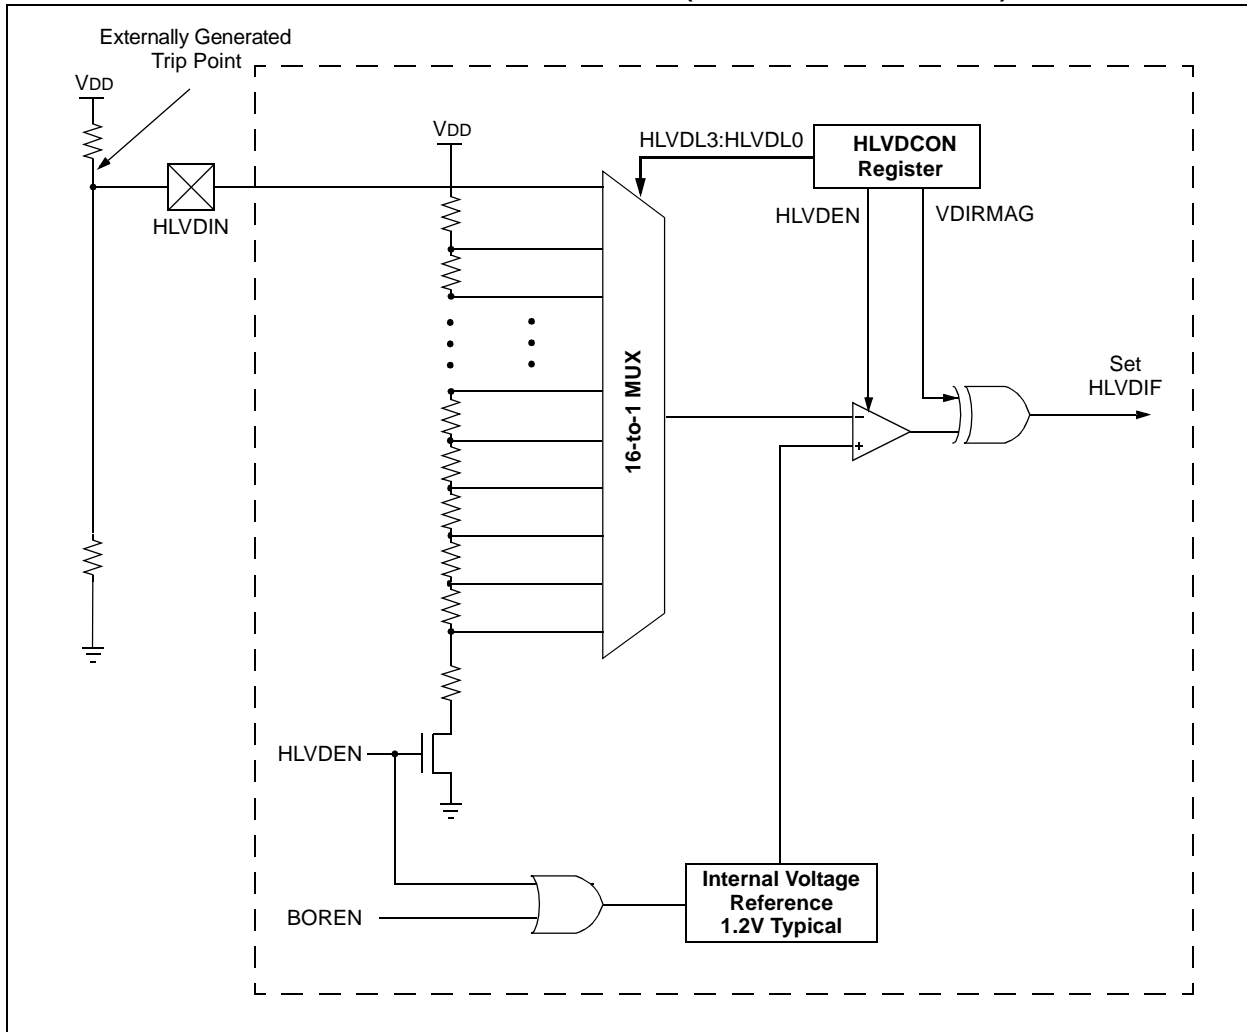 Externally Generated
Trip Point
VDD
HLVDIN
VDD
HLVDL3:HLVDL0
HLVDCON
Register
HLVDEN
VDIRMAG
16-to-1 MUX
–
+
Set
HLVDIF
HLVDEN
BOREN
Internal Voltage
Reference
1.2V Typical